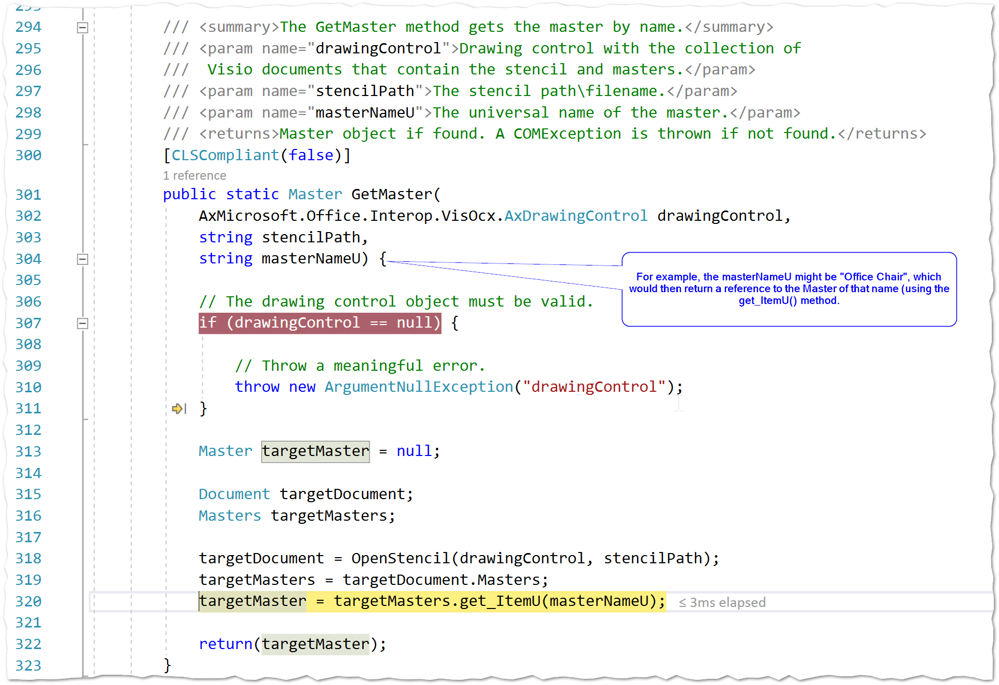 294 /// <summary>The GetMaster method gets the master by name.</summary>
295 /// <param name="drawingControl">Drawing control with the collection of
296 ///  Visio documents that contain the stencil and masters.</param>
297 /// <param name="stencilPath">The stencil path\filename.</param>
298 /// <param name="masterNameU">The universal name of the master.</param>
299 /// <returns>Master object if found. A COMException is thrown if not found.</returns>
300 [CLSCompliant(false)]
1 reference
301 public static Master GetMaster(
302 AxMicrosoft.Office.Interop.VisOcx.AxDrawingControl drawingControl,
303 string stencilPath,
304 string masterNameU) {
For example, the masterNameU might be "Office Chair", which
would then return a reference to the Master of that name (using the
get_ItemU() method.
305
306 // The drawing control object must be valid.
307 if (drawingControl == null) {
308
309 // Throw a meaningful error.
310 throw new ArgumentNullException("drawingControl");
311 }
312
313 Master targetMaster = null;
314
315 Document targetDocument;
316 Masters targetMasters;
317
318 targetDocument = OpenStencil(drawingControl, stencilPath);
319 targetMasters = targetDocument.Masters;
320 targetMaster = targetMasters.get_ItemU(masterNameU); ≤ 3ms elapsed
321
322 return(targetMaster);
323 }